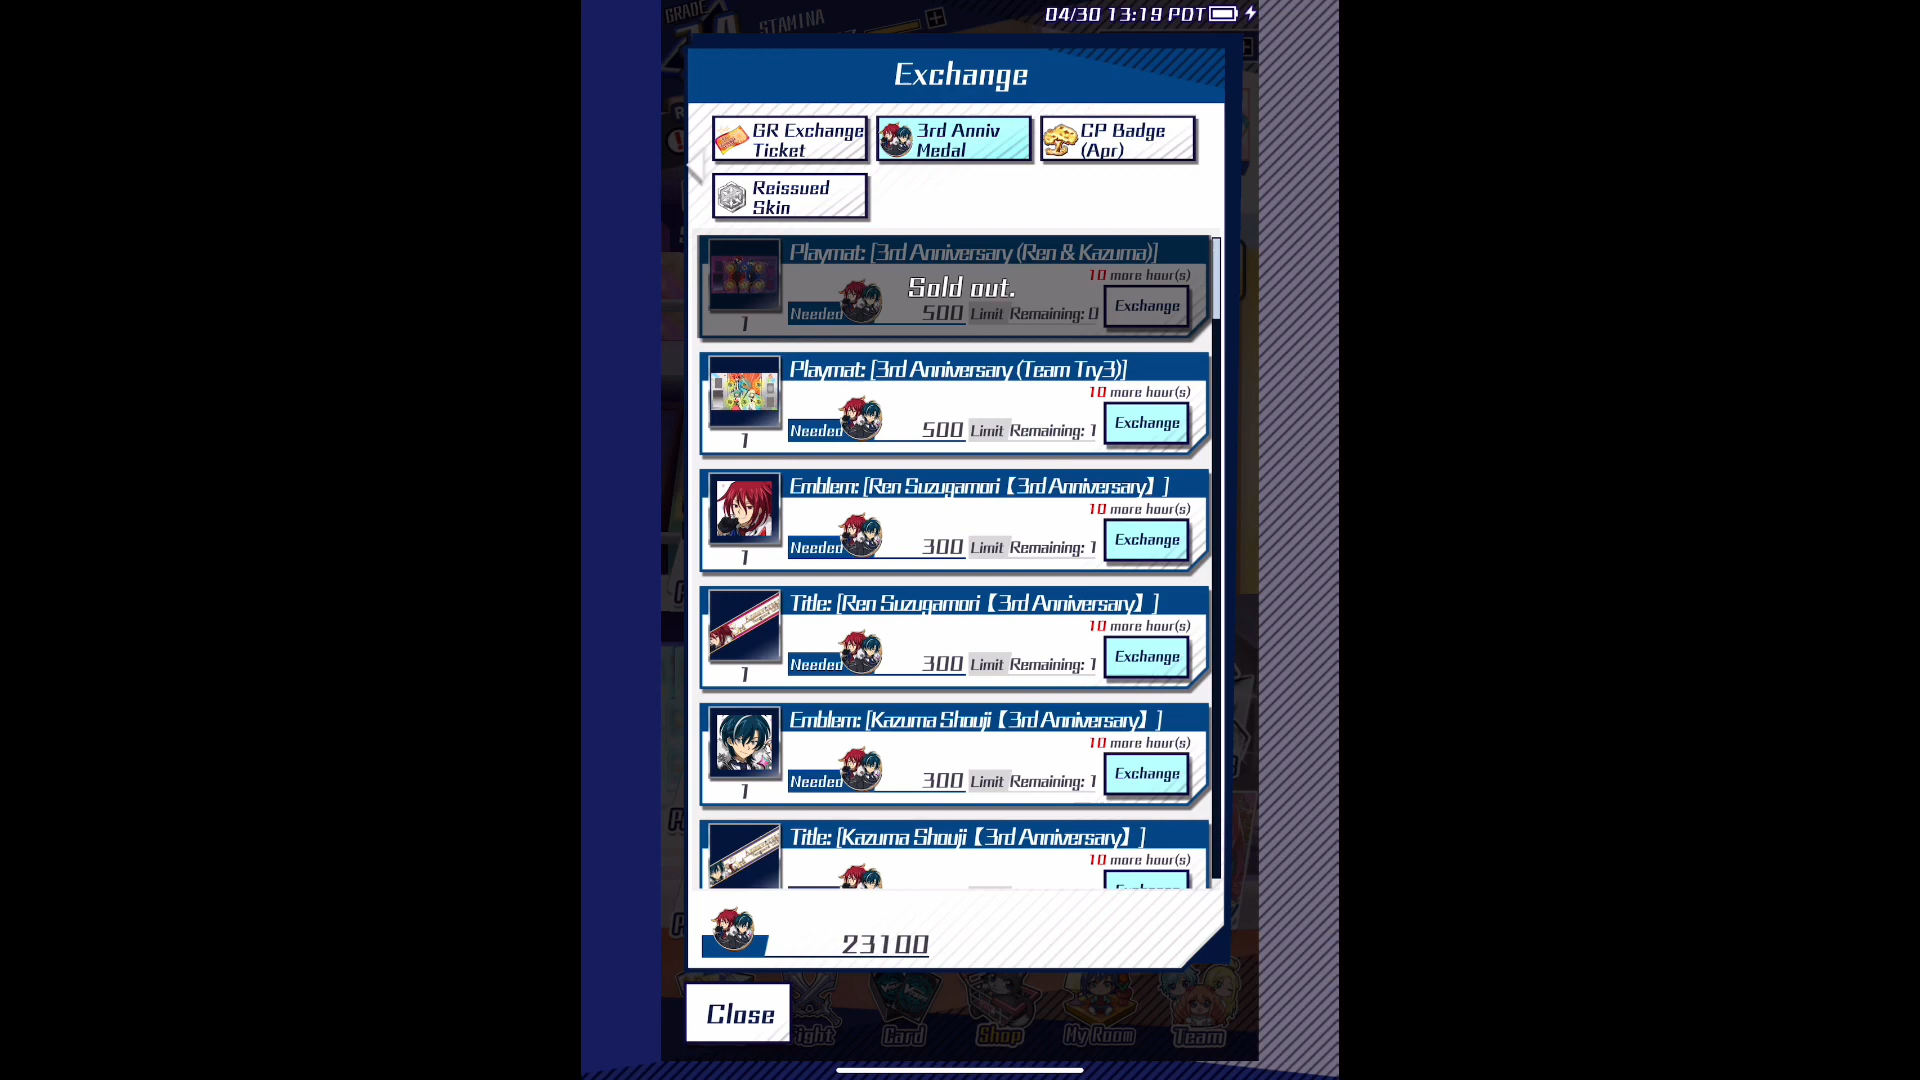 GRADE
STAMINA
04/30 13:19 PDT
Exchange
GR Exchange
Ticket
3rd Anniv
Medal
CP Badge
(Apr)
Reissued
Skin
Playmat: [3rd Anniversary (Ren & Kazuma)]
10 more hour(s)
Sold out.
1
Needed
500
Limit Remaining: 0
Exchange
Playmat: [3rd Anniversary (Team Try3)]
10 more hour(s)
1
Needed
500
Limit Remaining: 1
Exchange
Emblem: [Ren Suzugamori【3rd Anniversary】]
10 more hour(s)
1
Needed
300
Limit Remaining: 1
Exchange
Title: [Ren Suzugamori【3rd Anniversary】]
10 more hour(s)
1
Needed
300
Limit Remaining: 1
Exchange
Emblem: [Kazuma Shouji【3rd Anniversary】]
10 more hour(s)
1
Needed
300
Limit Remaining: 1
Exchange
Title: [Kazuma Shouji【3rd Anniversary】]
10 more hour(s)
Exchange
23100
Close
Card
Shop
My Room
Team